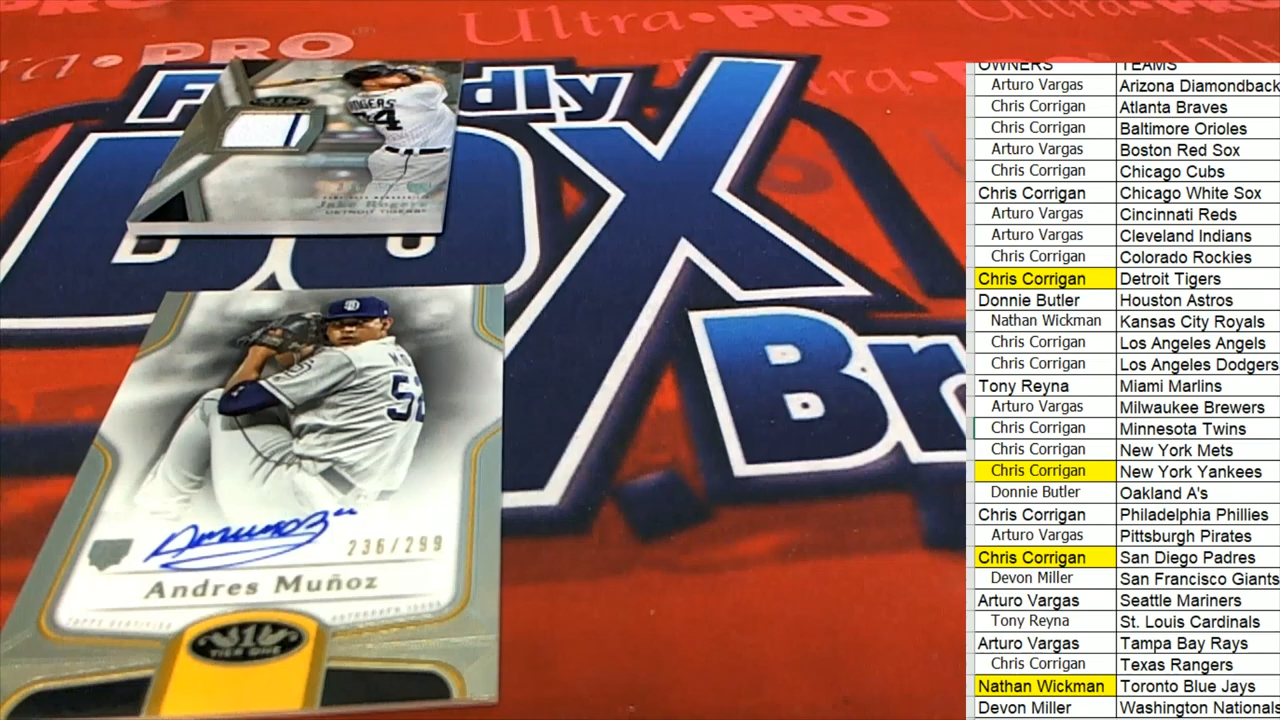 Ultra • PRO
PRO
OWNERS TEAMS
Arturo Vargas Arizona Diamondback
Chris Corrigan Atlanta Braves
Chris Corrigan Baltimore Orioles
Arturo Vargas Boston Red Sox
Chris Corrigan Chicago Cubs
Chris Corrigan Chicago White Sox
Arturo Vargas Cincinnati Reds
Arturo Vargas Cleveland Indians
Chris Corrigan Colorado Rockies
Chris Corrigan Detroit Tigers
Donnie Butler Houston Astros
Nathan Wickman Kansas City Royals
Chris Corrigan Los Angeles Angels
Chris Corrigan Los Angeles Dodgers
Tony Reyna Miami Marlins
Arturo Vargas Milwaukee Brewers
Chris Corrigan Minnesota Twins
Chris Corrigan New York Mets
Chris Corrigan New York Yankees
Donnie Butler Oakland A's
Chris Corrigan Philadelphia Phillies
Arturo Vargas Pittsburgh Pirates
Chris Corrigan San Diego Padres
Devon Miller San Francisco Giants
Arturo Vargas Seattle Mariners
Tony Reyna St. Louis Cardinals
Arturo Vargas Tampa Bay Rays
Chris Corrigan Texas Rangers
Nathan Wickman Toronto Blue Jays
Devon Miller Washington Nationals
F dly
BOX
Br
Jake Rogers
DETROIT TIGERS
52
236/299
Andres Muñoz
1
TIER ONE